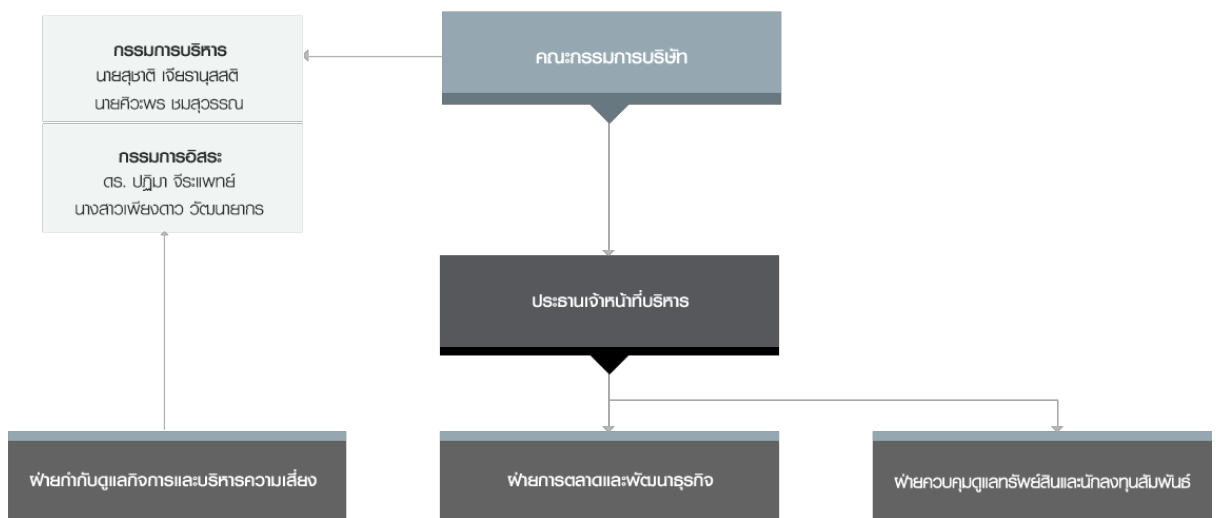 กรรมการบริหาร
นายสุชาติ เจียรานุสสติ
นายศิวะพร ชมสุวรรณ
กรรมการอิสระ
ดร. ปฏิมา จีระแพทย์
นางสาวเพียงดาว วัฒนายากร
คณะกรรมการบริษัท
ประธานเจ้าหน้าที่บริหาร
ฝ่ายกำกับดูแลกิจการและบริหารความเสี่ยง
ฝ่ายการตลาดและพัฒนาธุรกิจ
ฝ่ายควบคุมดูแลทรัพย์สินและนักลงทุนสัมพันธ์